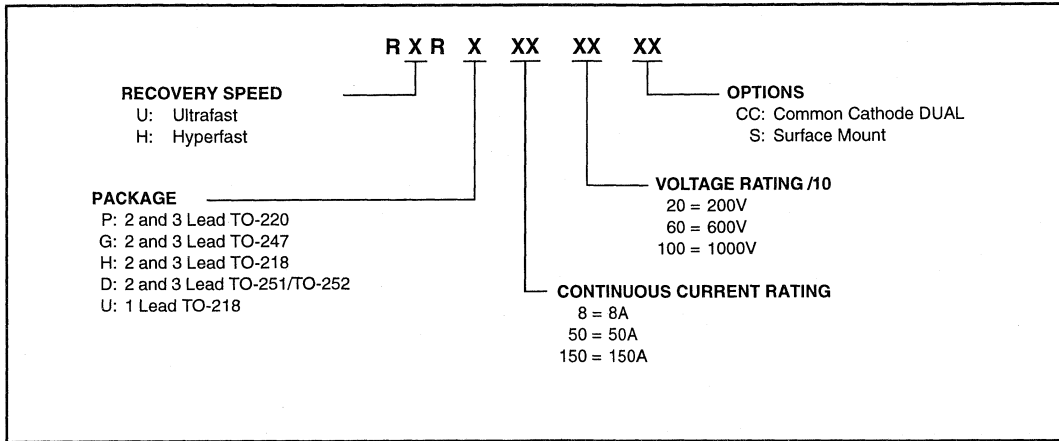 R X R X XX XX XX
RECOVERY SPEED
U: Ultrafast
H: Hyperfast
OPTIONS
CC: Common Cathode DUAL
S: Surface Mount
PACKAGE
P: 2 and 3 Lead TO-220
G: 2 and 3 Lead TO-247
H: 2 and 3 Lead TO-218
D: 2 and 3 Lead TO-251/TO-252
U: 1 Lead TO-218
VOLTAGE RATING /10
20 = 200V
60 = 600V
100 = 1000V
CONTINUOUS CURRENT RATING
8 = 8A
50 = 50A
150 = 150A